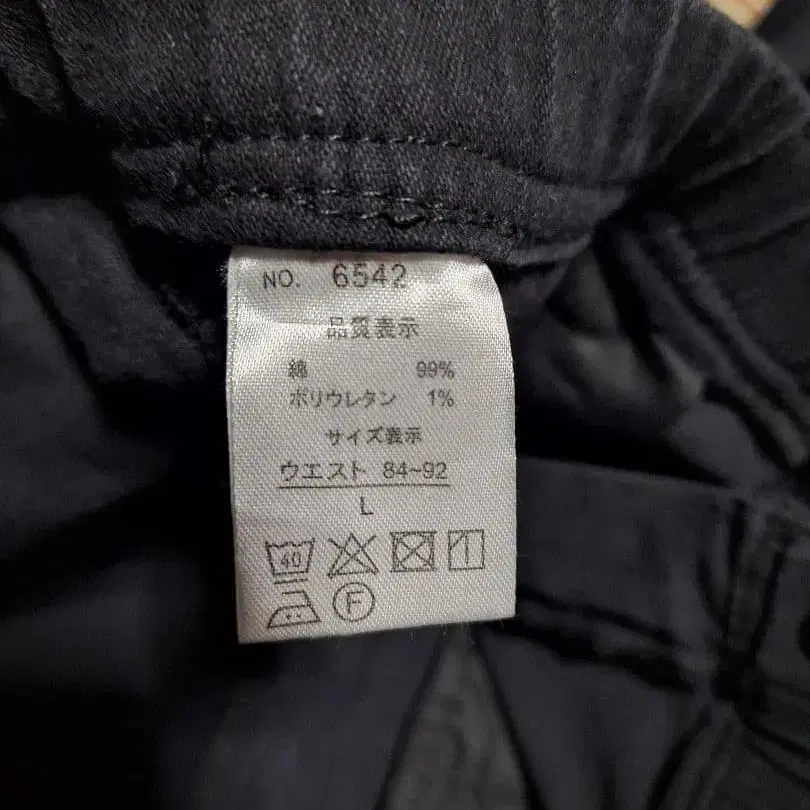 NO. 6542
品質表示
綿 99%
ポリウレタン 1%
サイズ表示
ウエスト 84~92
L
40
F